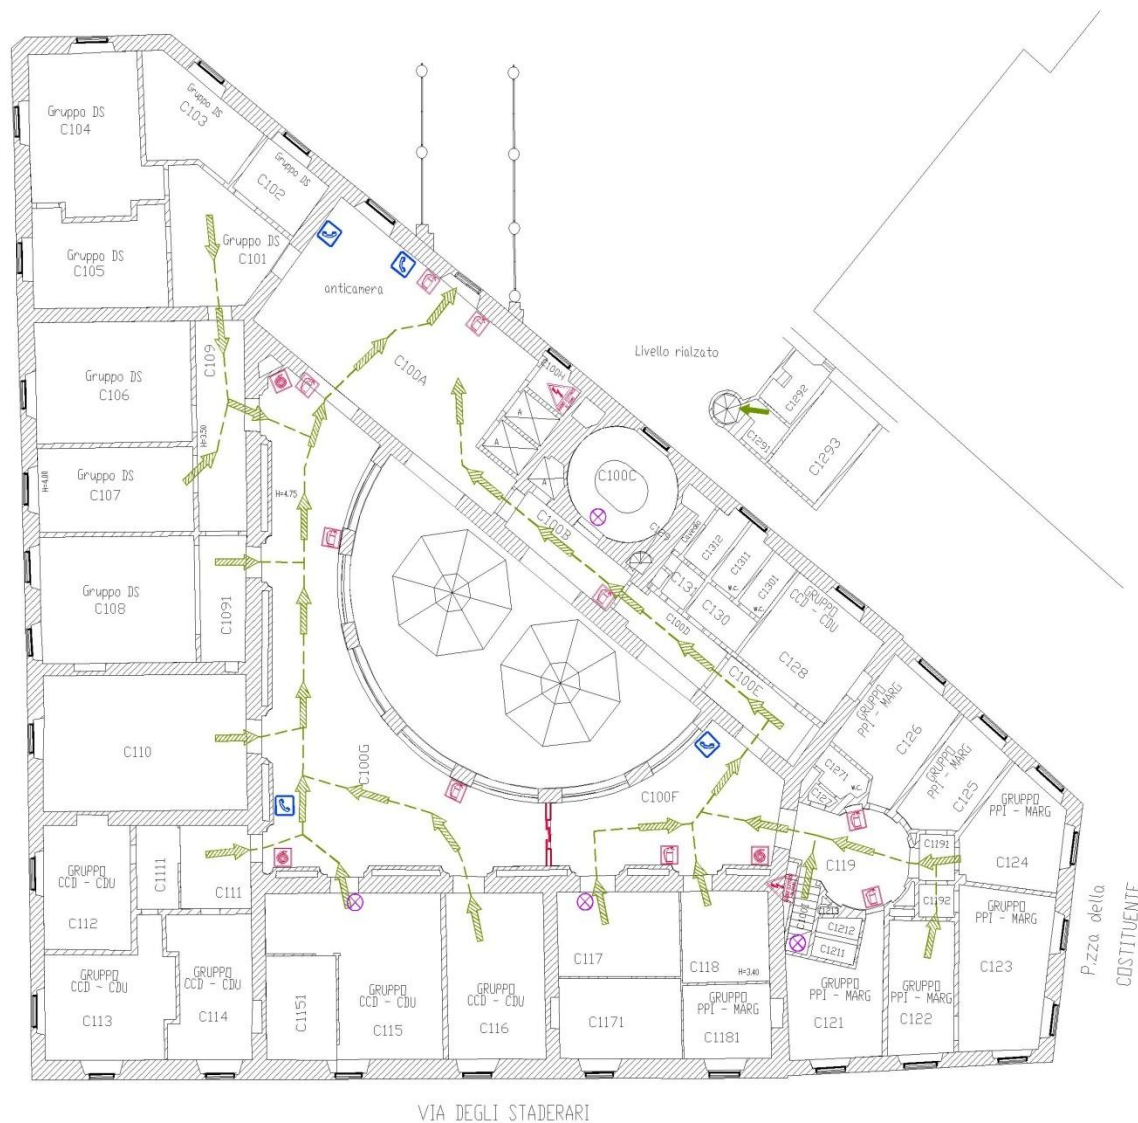 Gruppo DS
C104
Gruppo DS
C103
Gruppo DS
C102
Gruppo DS
C101
Gruppo DS
C105
anticamera
C100A
Livello rialzato
C1292
C1291
C1293
Gruppo DS
C106
C109
H=3.50
Gruppo DS
C107
H=4.00
H=4.75
C100H
A
A
A
C100C
C100B
C129
Cavedio
C1312
C1311
C1301
w.c.
w.c.
C131
C130
C100D
GRUPPO
CCD - CDU
C128
C100E
Gruppo DS
C108
C1091
C110
C100G
C100F
GRUPPO
PPI - MARG
C126
GRUPPO
PPI - MARG
C125
C1271
C127
w.c.
GRUPPO
PPI - MARG
C124
C119
C1191
C1192
GRUPPO
CCD - CDU
C112
C1111
C111
GRUPPO
CCD - CDU
C113
GRUPPO
CCD - CDU
C114
C1151
GRUPPO
CCD - CDU
C115
GRUPPO
CCD - CDU
C116
C117
C1171
C118
H=3.40
GRUPPO
PPI - MARG
C1181
C1212
C1211
GRUPPO
PPI - MARG
C121
GRUPPO
PPI - MARG
C122
GRUPPO
PPI - MARG
C123
P.zza della
COSTITUENTE
VIA DEGLI STADERARI